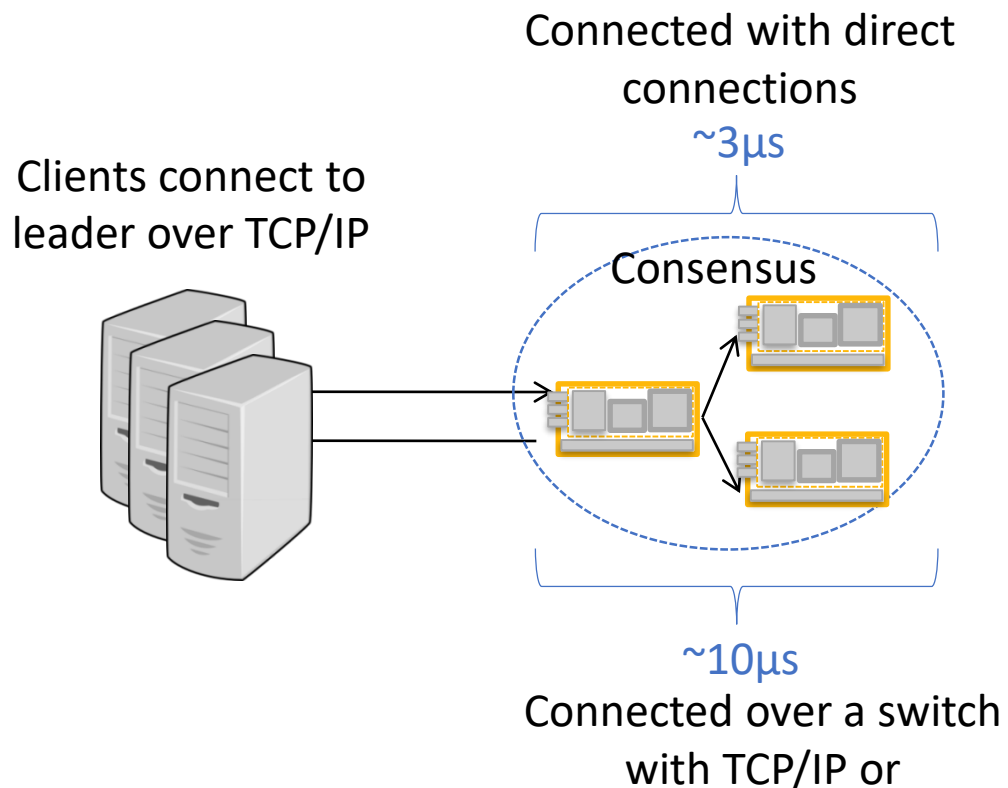 Connected with direct
connections
~3µs
Clients connect to
leader over TCP/IP
Consensus
~10µs
Connected over a switch
with TCP/IP or